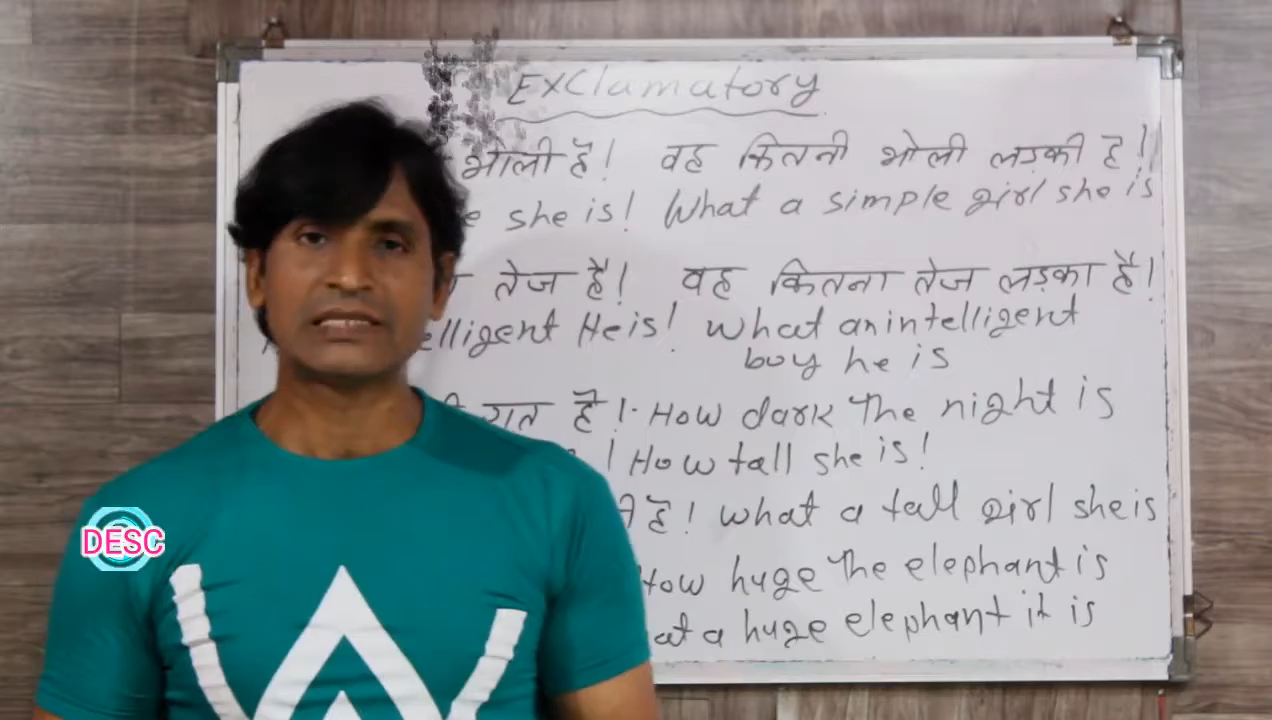 Exclamatory
भोली है! वह कितनी भोली लड़की है!
she is! What a simple girl she is
तेज है! वह कितना तेज लड़का है!
elligent He is! What an intelligent
boy he is
रात है! How dark The night is
! How tall she is!
है! What a tall girl she is
How huge The elephant is
at a huge elephant it is
DESC